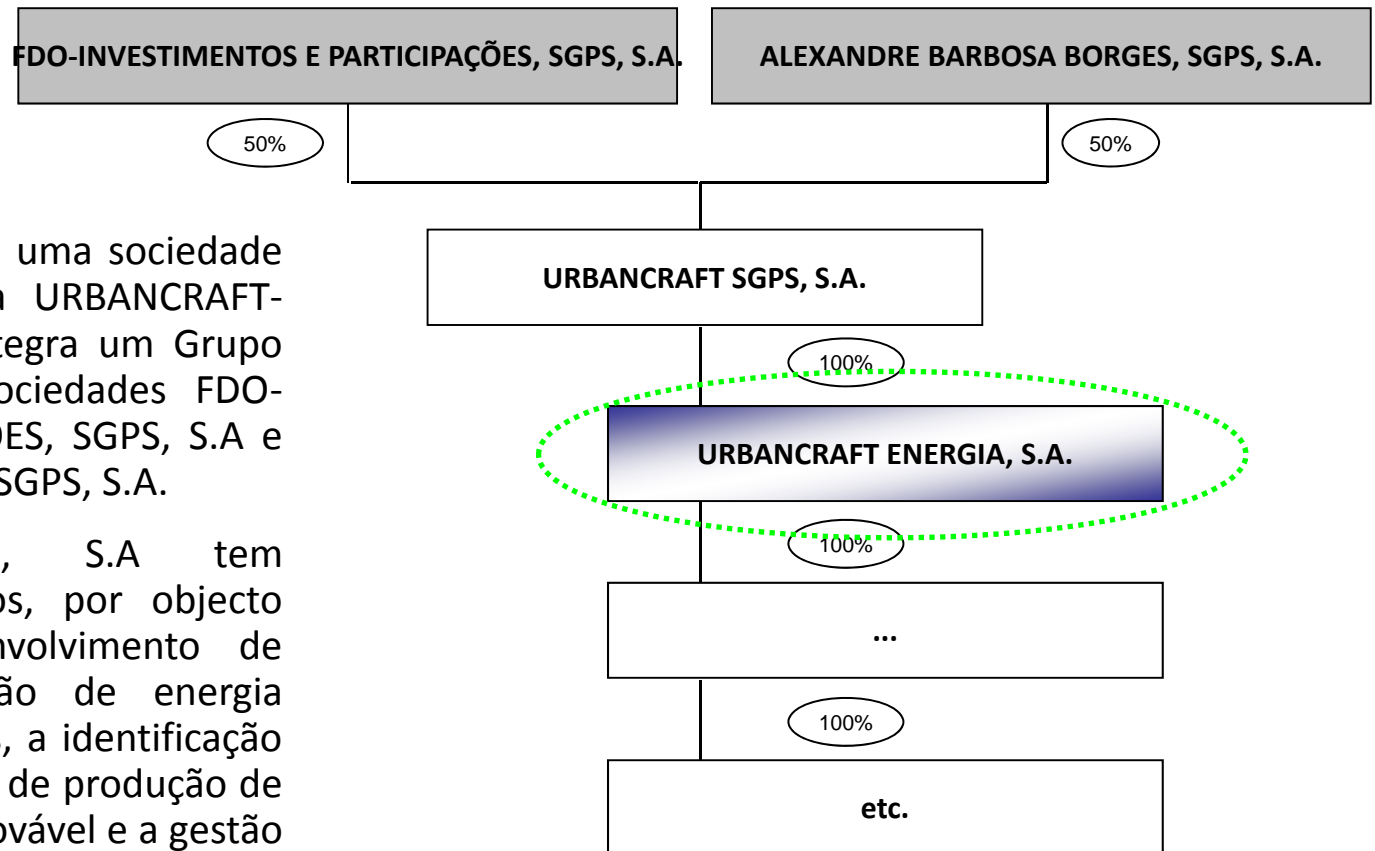 FDO-INVESTIMENTOS E PARTICIPAÇÕES, SGPS, S.A.
ALEXANDRE BARBOSA BORGES, SGPS, S.A.
50%
50%
URBANCRAFT SGPS, S.A.
100%
URBANCRAFT ENERGIA, S.A.
100%
...
100%
etc.
uma sociedade
a URBANCRAFT-
tegra um Grupo
ociedades FDO-
ÕES, SGPS, S.A e
SGPS, S.A.
, S.A tem
os, por objecto
nvolvimento de
ão de energia
s, a identificação
de produção de
ovável e a gestão